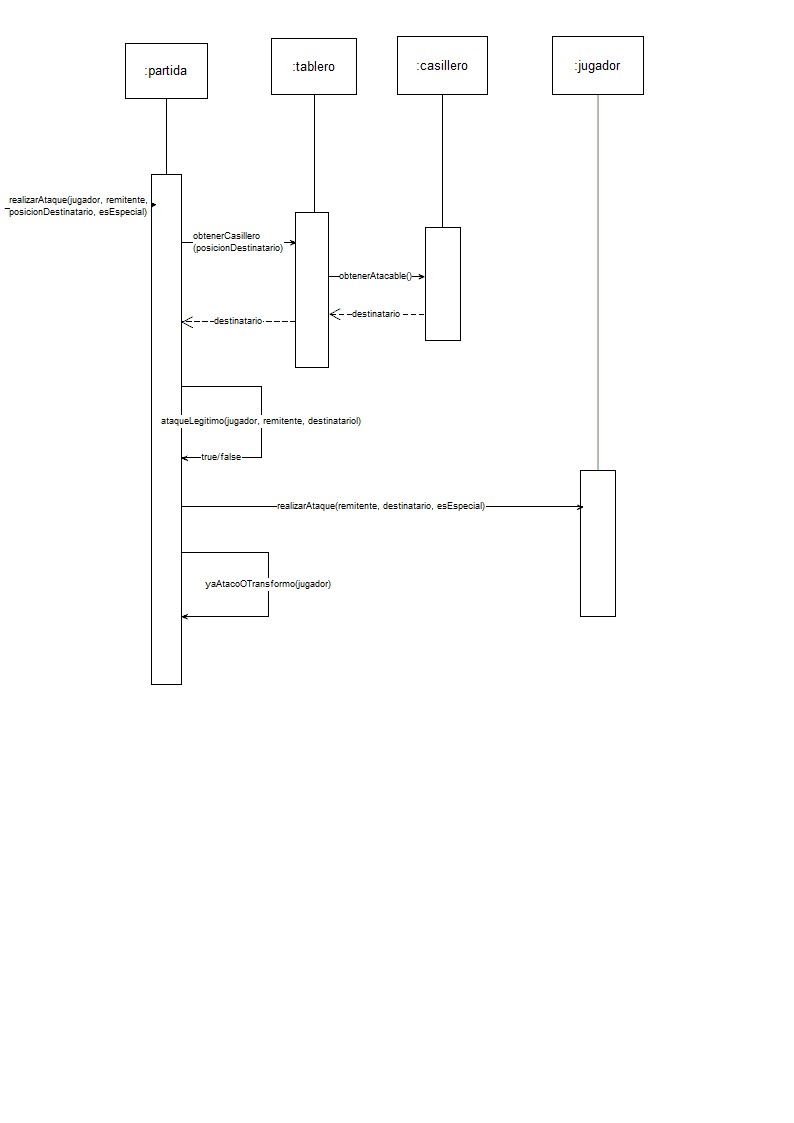 :partida
:tablero
:casillero
:jugador
realizarAtaque(jugador, remitente,
posicionDestinatario, esEspecial)
obtenerCasillero
(posicionDestinatario)
obtenerAtacable()
destinatario
destinatario
ataqueLegitimo(jugador, remitente, destinatariol)
true/false
realizarAtaque(remitente, destinatario, esEspecial)
yaAtacoOTransformo(jugador)